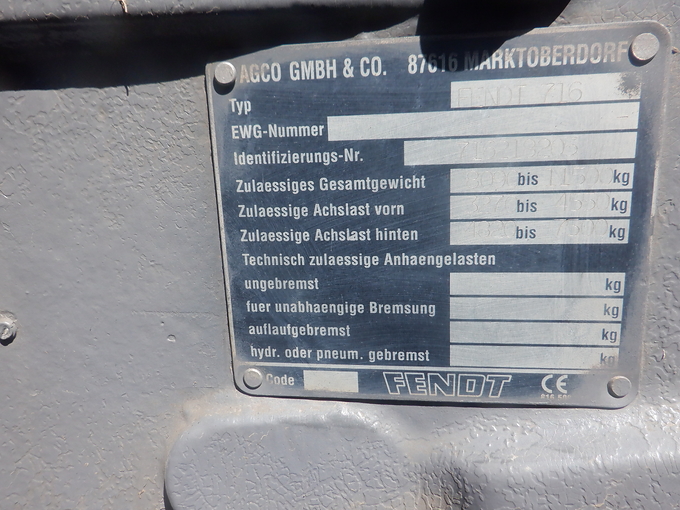 AGCO GMBH & CO. 87616 MARKTOBERDORF
Typ FENDT 716
EWG-Nummer
Identifizierungs-Nr.
Zulaessiges Gesamtgewicht bis kg
Zulaessige Achslast vorn bis kg
Zulaessige Achslast hinten bis kg
Technisch zulaessige Anhaengelasten
ungebremst kg
fuer unabhaengige Bremsung kg
auflaufgebremst kg
hydr. oder pneum. gebremst kg
Code FENDT CE